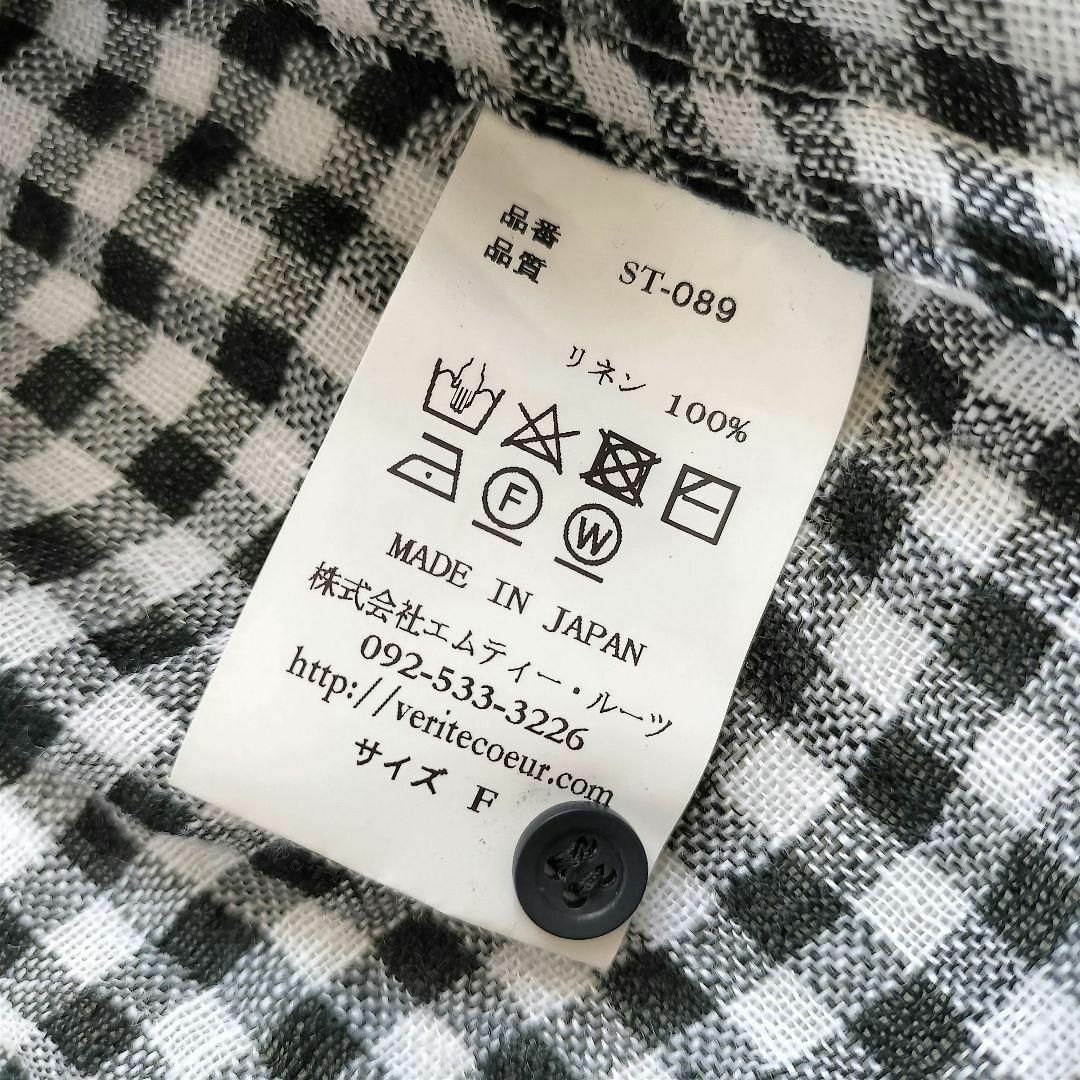 品番 ST-089
品質
リネン 100%
F W
MADE IN JAPAN
株式会社エムティー・ルーツ
092-533-3226
http://veritecoeur.com
サイズ F